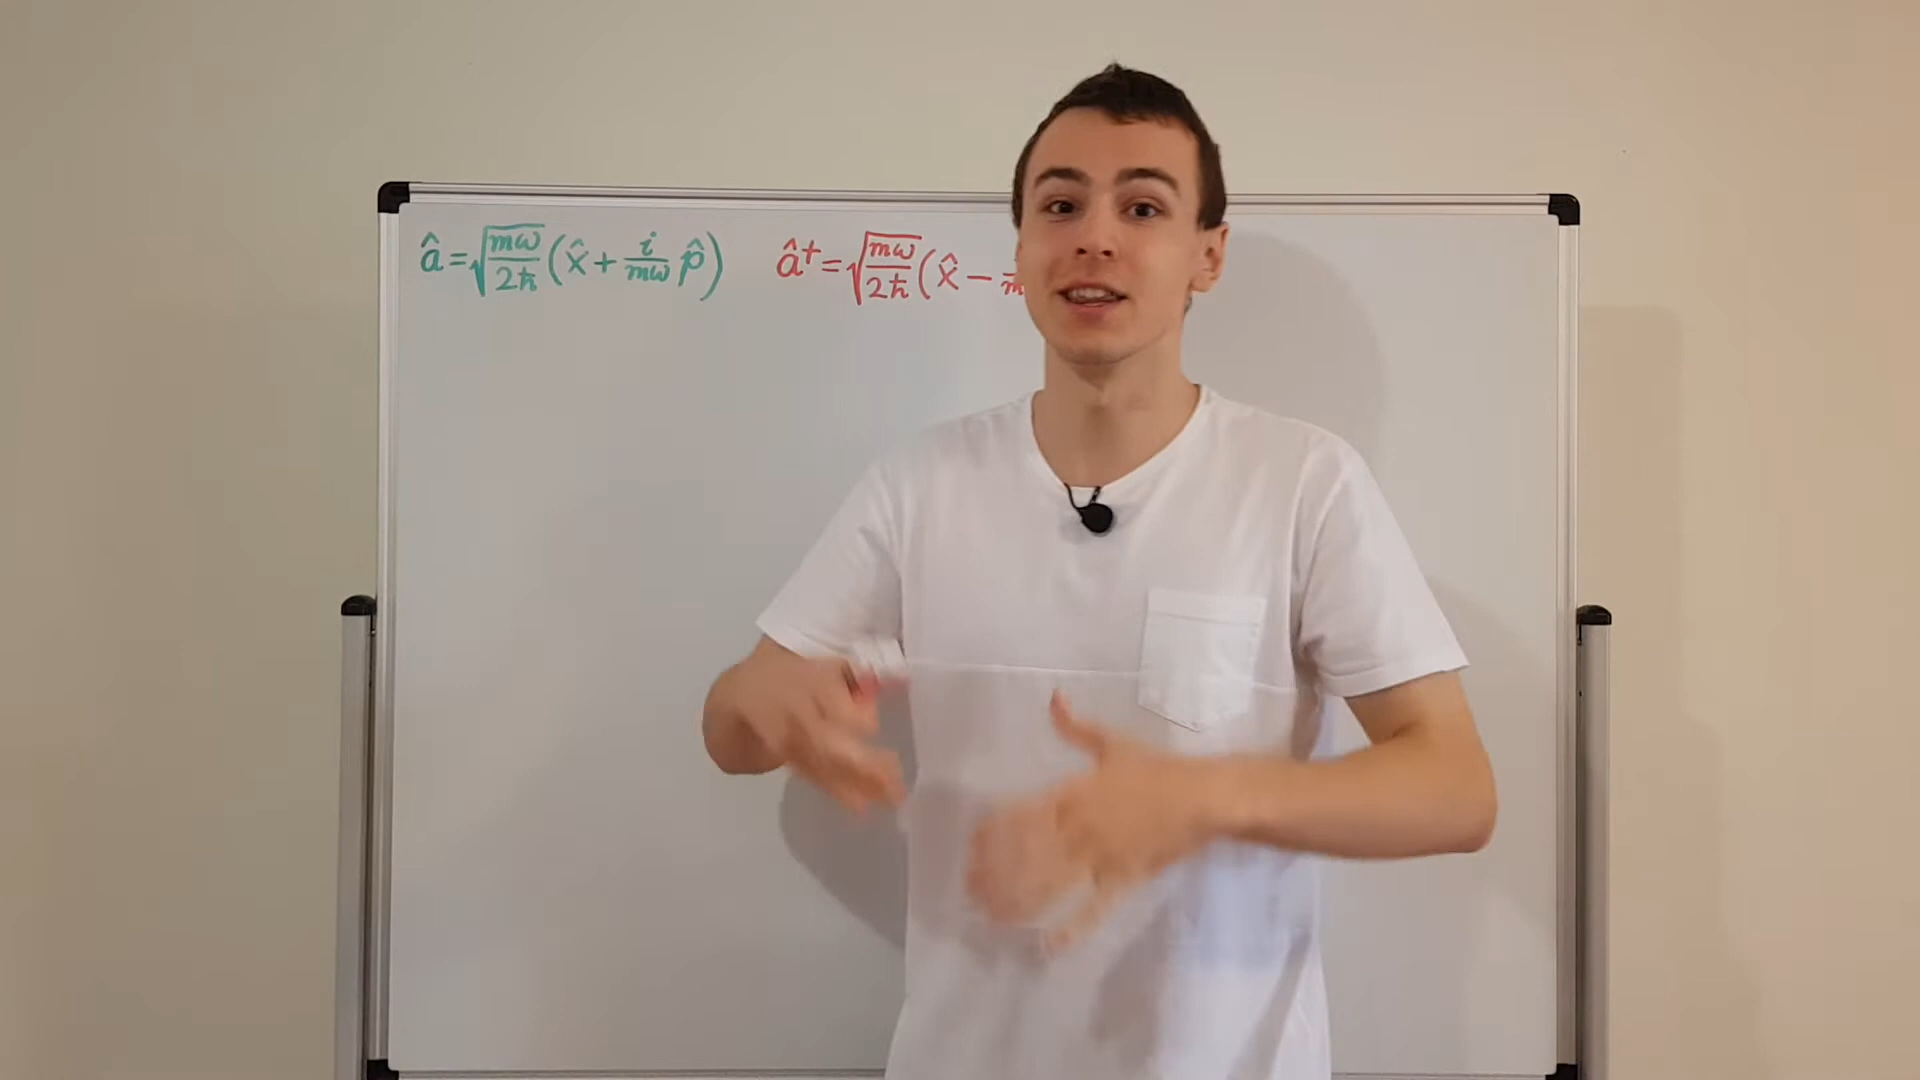 â = √(mω/2ħ) (x̂ + i/mω p̂)   â† = √(mω/2ħ) (x̂ − m